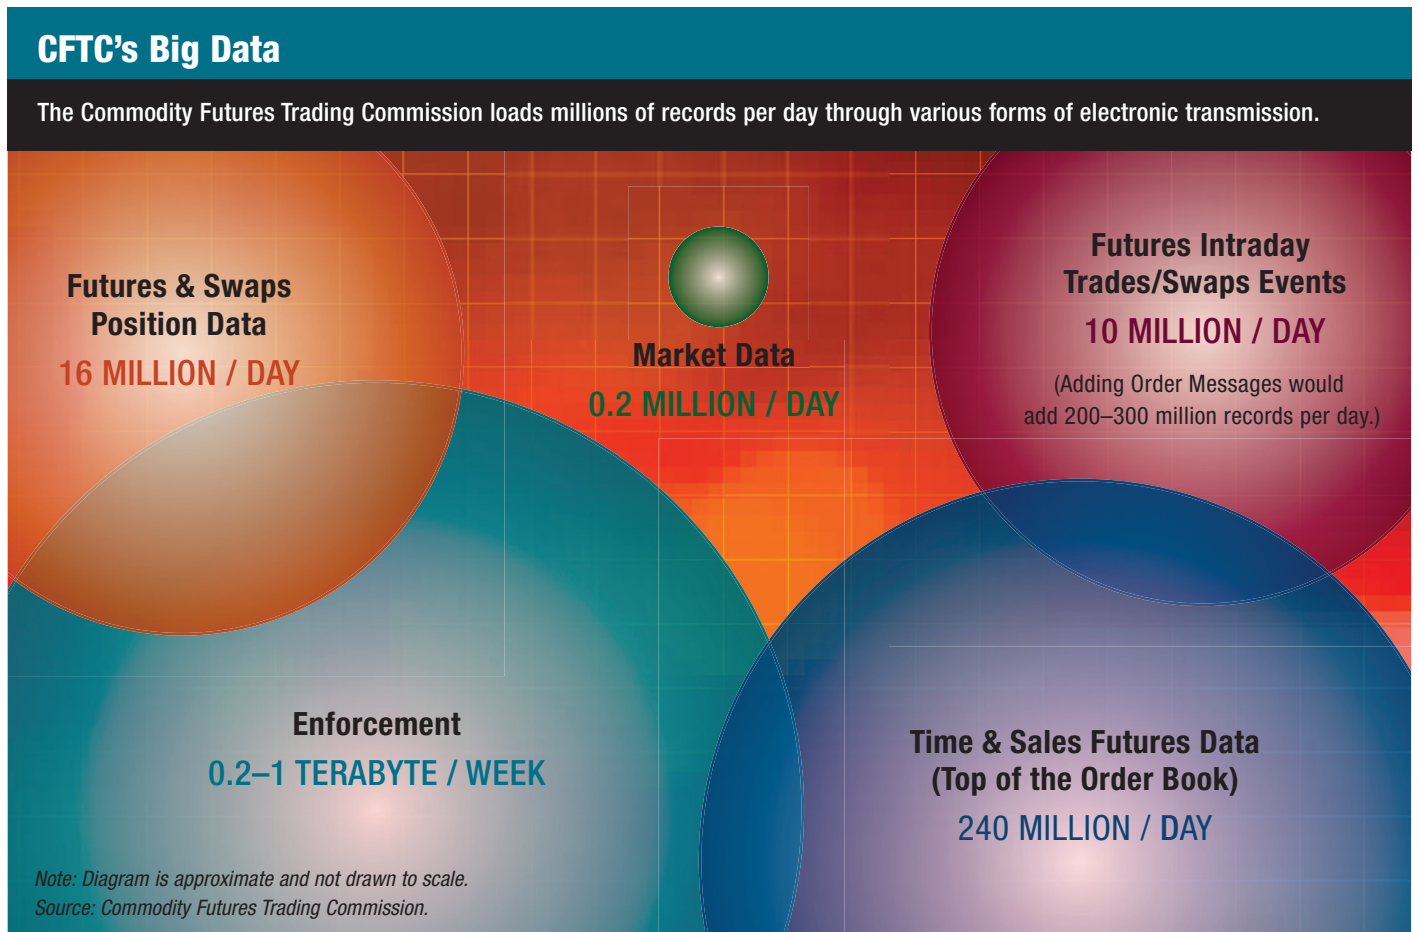 CFTC’s Big Data
The Commodity Futures Trading Commission loads millions of records per day through various forms of electronic transmission.
Futures & Swaps
Position Data
16 MILLION / DAY
Market Data
0.2 MILLION / DAY
Futures Intraday
Trades/Swaps Events
10 MILLION / DAY
(Adding Order Messages would
add 200–300 million records per day.)
Enforcement
0.2–1 TERABYTE / WEEK
Time & Sales Futures Data
(Top of the Order Book)
240 MILLION / DAY
Note: Diagram is approximate and not drawn to scale.
Source: Commodity Futures Trading Commission.